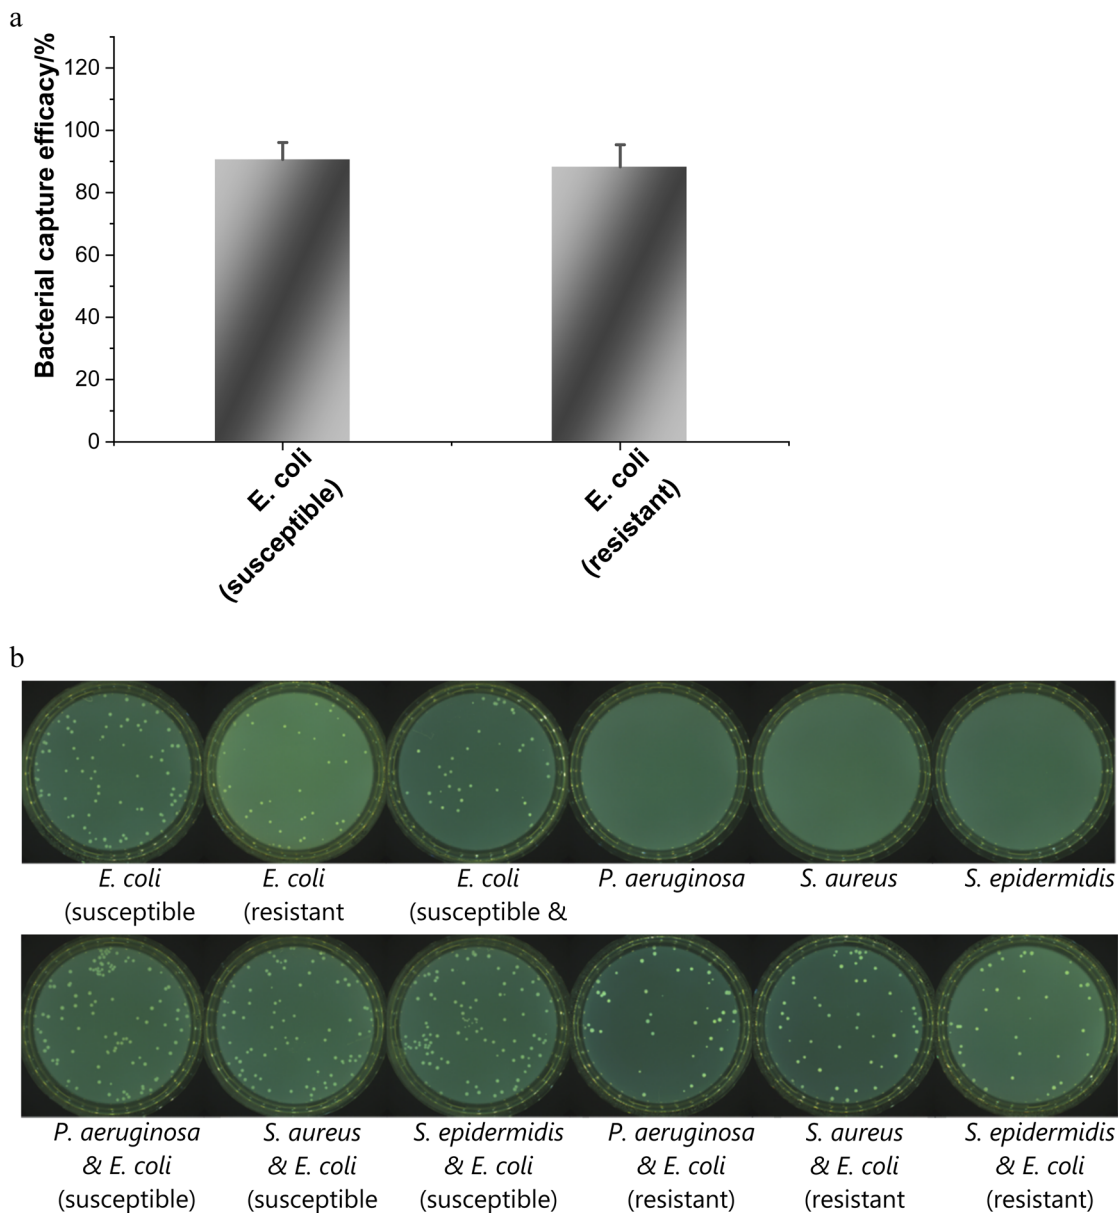 a
Bacterial capture efficacy/%
120
100
80
60
40
20
0
E. coli
(susceptible)
E. coli
(resistant)
b
E. coli
(susceptible
E. coli
(resistant
E. coli
(susceptible &
P. aeruginosa
S. aureus
S. epidermidis
P. aeruginosa
& E. coli
(susceptible)
S. aureus
& E. coli
(susceptible
S. epidermidis
& E. coli
(susceptible)
P. aeruginosa
& E. coli
(resistant)
S. aureus
& E. coli
(resistant
S. epidermidis
& E. coli
(resistant)